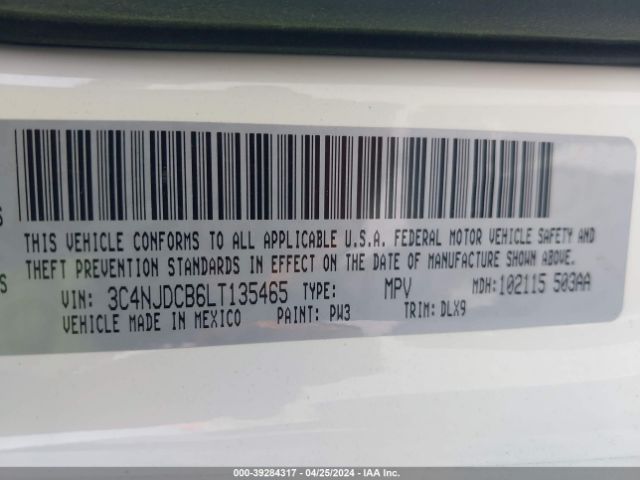 THIS VEHICLE CONFORMS TO ALL APPLICABLE U.S.A. FEDERAL MOTOR VEHICLE SAFETY AND
THEFT PREVENTION STANDARDS IN EFFECT ON THE DATE OF MANUFACTURE SHOWN ABOVE.
VIN: 3C4NJDCB6LT135465 TYPE: MPV MDH: 102115 503AA
VEHICLE MADE IN MEXICO PAINT: PW3 TRIM: DLX9
000-39284317 - 04/25/2024 - IAA Inc.